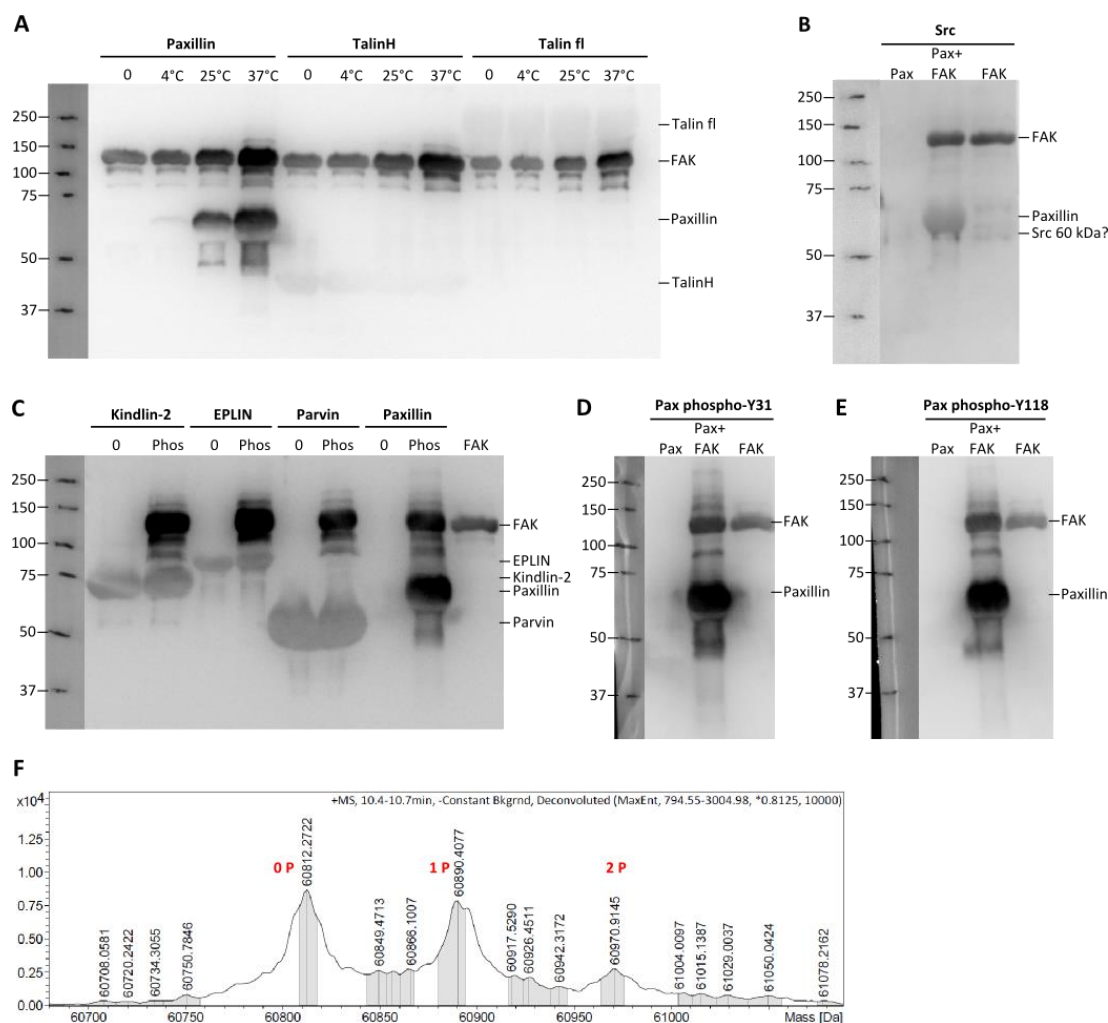 A
Paxillin TalinH Talin fl
0 4°C 25°C 37°C 0 4°C 25°C 37°C 0 4°C 25°C 37°C
250
150
100
75
50
37
Talin fl
FAK
Paxillin
TalinH
B
Src
Pax+
Pax FAK FAK
250
150
100
75
50
37
FAK
Paxillin
Src 60 kDa?
C
Kindlin-2 EPLIN Parvin Paxillin
0 Phos 0 Phos 0 Phos 0 Phos FAK
250
150
100
75
50
37
FAK
EPLIN
Kindlin-2
Paxillin
Parvin
D
Pax phospho-Y31
Pax+
Pax FAK FAK
250
150
100
75
50
37
FAK
Paxillin
E
Pax phospho-Y118
Pax+
Pax FAK FAK
250
150
100
75
50
37
FAK
Paxillin
F
x10⁴
+MS, 10.4-10.7min, -Constant Bkgrnd, Deconvoluted (MaxEnt, 794.55-3004.98, *0.8125, 10000)
1.25
1.00
0.75
0.50
0.25
0.00
0 P
1 P
2 P
60708.0581
60720.2422
60734.3055
60750.7846
60812.2722
60849.4713
60868.1007
60890.4077
60917.5290
60926.4511
60942.3172
60970.9145
61004.0097
61015.1387
61029.0037
61050.0424
61078.2162
60700 60750 60800 60850 60900 60950 61000 Mass [Da]